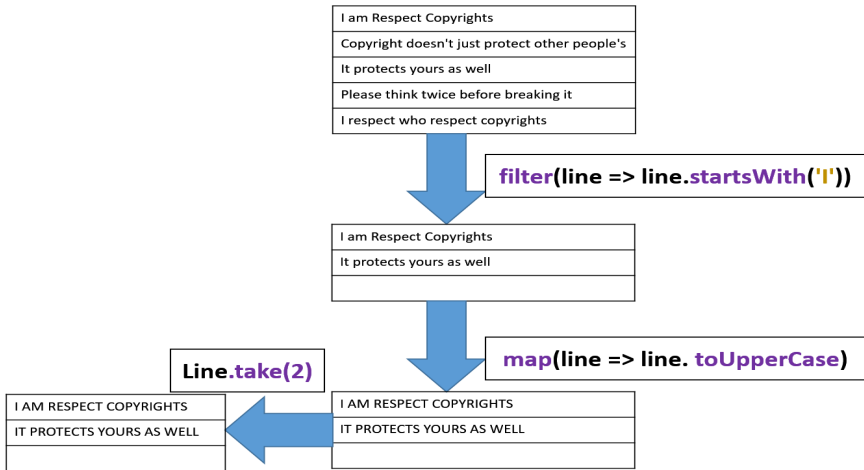 I am Respect Copyrights
Copyright doesn't just protect other people's
It protects yours as well
Please think twice before breaking it
I respect who respect copyrights
filter(line => line.startsWith('I'))
I am Respect Copyrights
It protects yours as well
map(line => line. toUpperCase)
Line.take(2)
I AM RESPECT COPYRIGHTS
IT PROTECTS YOURS AS WELL
I AM RESPECT COPYRIGHTS
IT PROTECTS YOURS AS WELL